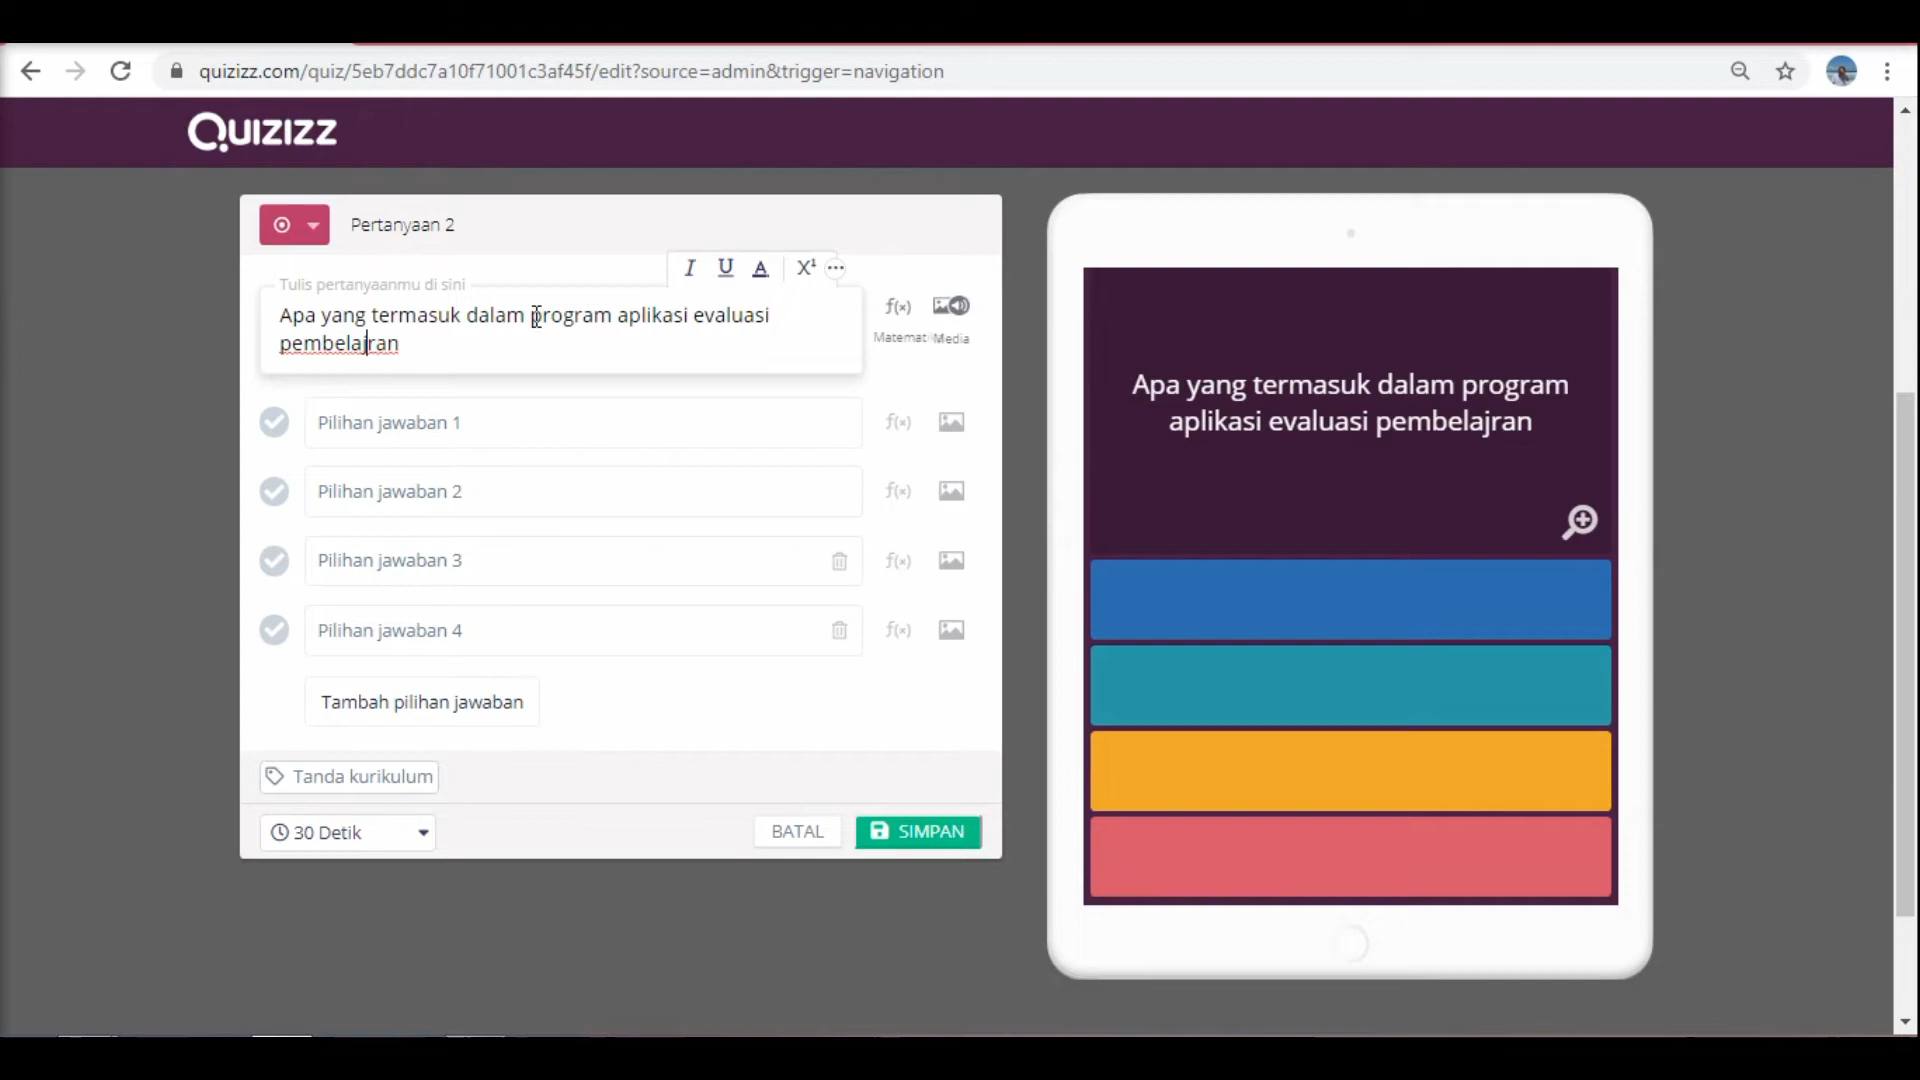 quizizz.com/quiz/5eb7ddc7a10f71001c3af45f/edit?source=admin&trigger=navigation
QUIZIZZ
Pertanyaan 2
I U A X¹ ...
Tulis pertanyaanmu di sini
Apa yang termasuk dalam program aplikasi evaluasi
pembelajran
f(x)
Media
Pilihan jawaban 1
f(x)
Pilihan jawaban 2
f(x)
Pilihan jawaban 3
f(x)
Pilihan jawaban 4
f(x)
Tambah pilihan jawaban
Tanda kurikulum
30 Detik
BATAL
SIMPAN
Apa yang termasuk dalam program
aplikasi evaluasi pembelajran